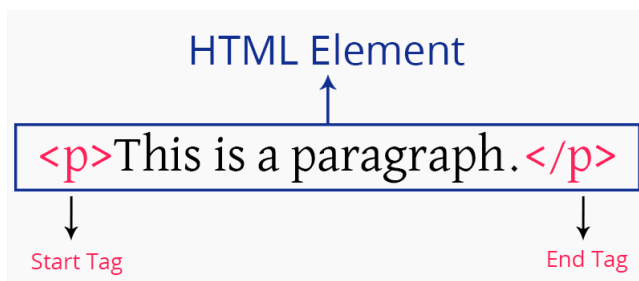 HTML Element
<p>This is a paragraph.</p>
Start Tag
End Tag